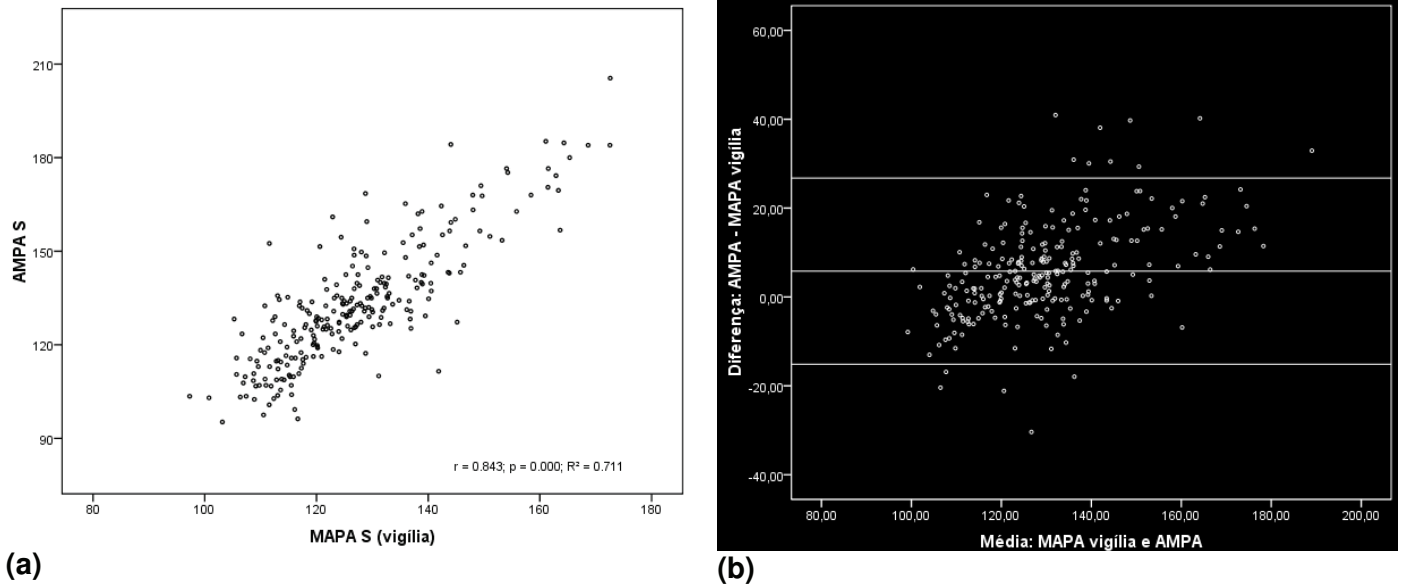 210
180
150
120
90
AMPA S
r = 0.843; p = 0.000; R² = 0.711
80 100 120 140 160 180
MAPA S (vigília)
(a)
60,00
40,00
20,00
0,00
-20,00
-40,00
Diferença: AMPA - MAPA vigília
80,00 100,00 120,00 140,00 160,00 180,00 200,00
Média: MAPA vigília e AMPA
(b)